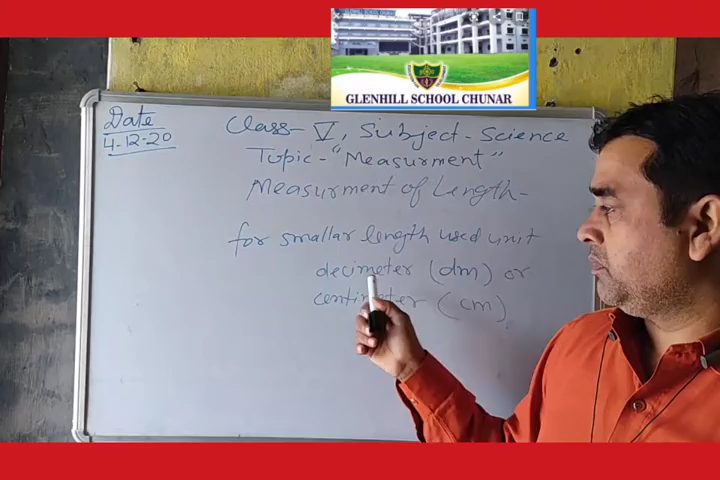 GLENHILL SCHOOL CHUNAR
Date
4-12-20
Class- V, Subject - Science
Topic - "Measurment"
Measurment of Length-
for smallar length used unit
decimeter (dm) or
centimeter (cm)